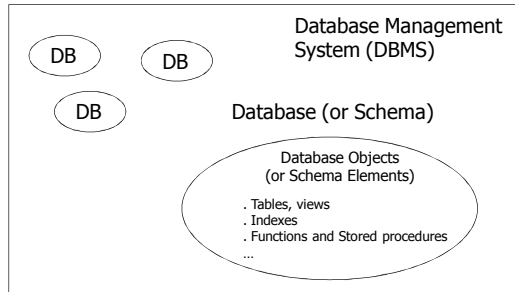 Database Management
System (DBMS)
DB
DB
DB
Database (or Schema)
Database Objects
(or Schema Elements)
. Tables, views
. Indexes
. Functions and Stored procedures
...